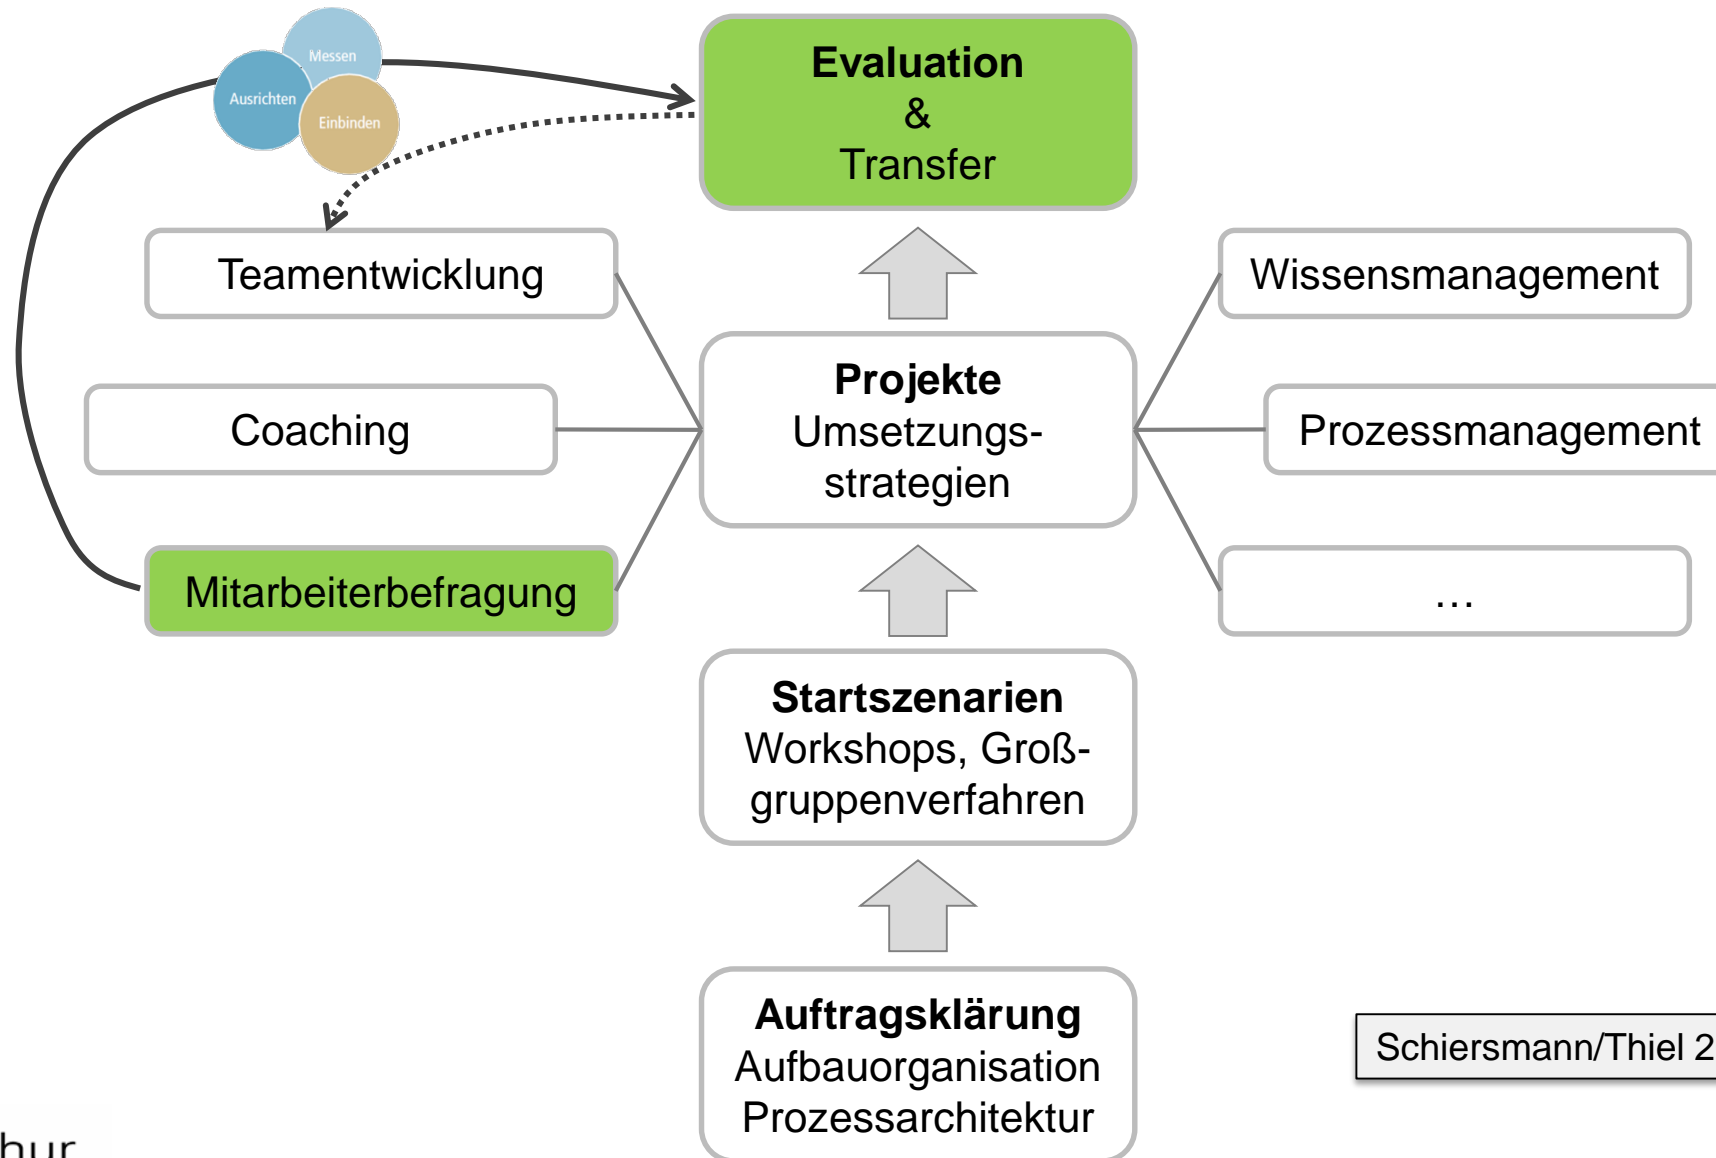 Messen
Ausrichten
Einbinden
Evaluation
&
Transfer
Teamentwicklung
Wissensmanagement
Projekte
Umsetzungs-
strategien
Coaching
Prozessmanagement
Mitarbeiterbefragung
...
Startszenarien
Workshops, Groß-
gruppenverfahren
Auftragsklärung
Aufbauorganisation
Prozessarchitektur
Schiersmann/Thiel 2
hur